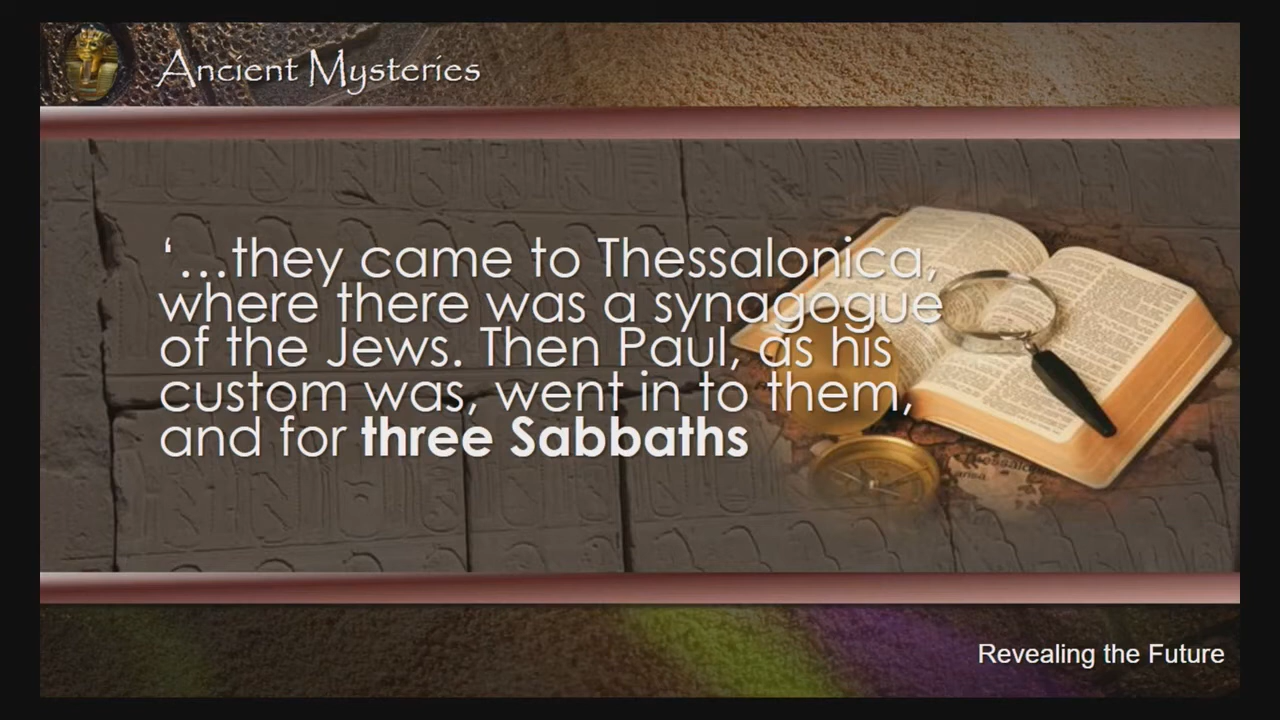 Ancient Mysteries
‘…they came to Thessalonica,
where there was a synagogue
of the Jews. Then Paul, as his
custom was, went in to them,
and for three Sabbaths
Revealing the Future